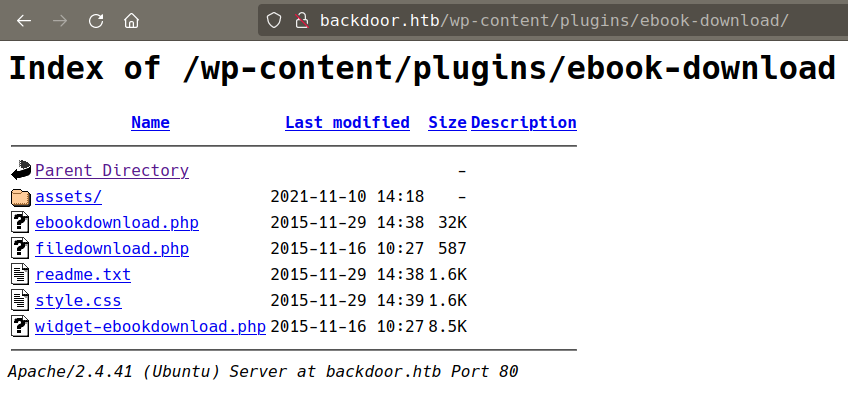 backdoor.htb/wp-content/plugins/ebook-download/
Index of /wp-content/plugins/ebook-download
Name Last modified Size Description
Parent Directory -
assets/ 2021-11-10 14:18 -
ebookdownload.php 2015-11-29 14:38 32K
filedownload.php 2015-11-16 10:27 587
readme.txt 2015-11-29 14:38 1.6K
style.css 2015-11-29 14:39 1.6K
widget-ebookdownload.php 2015-11-16 10:27 8.5K
Apache/2.4.41 (Ubuntu) Server at backdoor.htb Port 80